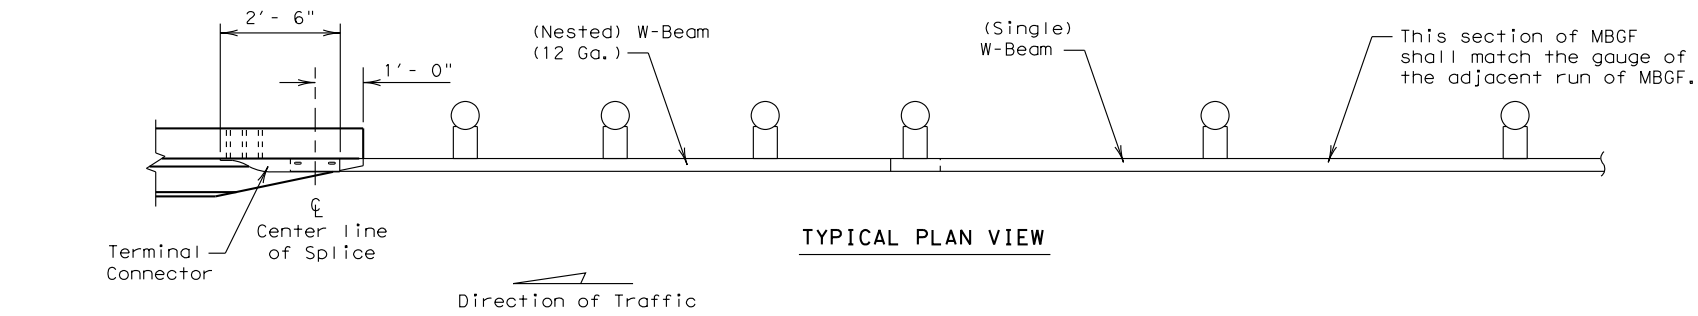 2'- 6"
1'- 0"
(Nested) W-Beam
(12 Ga.)
(Single)
W-Beam
This section of MBGF
shall match the gauge of
the adjacent run of MBGF.
℄
Center line
of Splice
Terminal
Connector
TYPICAL PLAN VIEW
Direction of Traffic